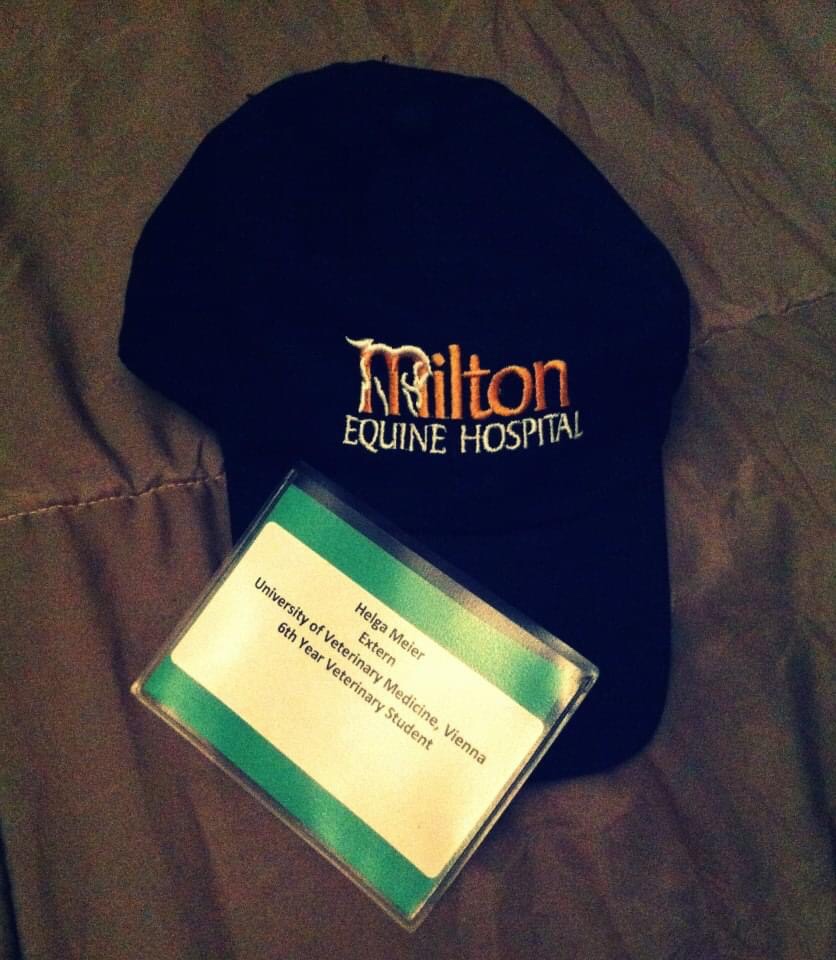 Milton
EQUINE HOSPITAL
Helga Meier
Extern
University of Veterinary Medicine, Vienna
6th Year Veterinary Student